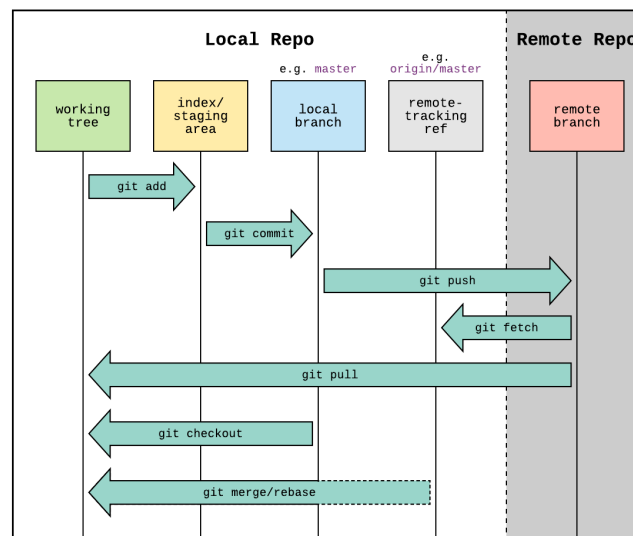 Local Repo
Remote Repo
e.g. master
e.g.
origin/master
working
tree
index/
staging
area
local
branch
remote-
tracking
ref
remote
branch
git add
git commit
git push
git fetch
git pull
git checkout
git merge/rebase